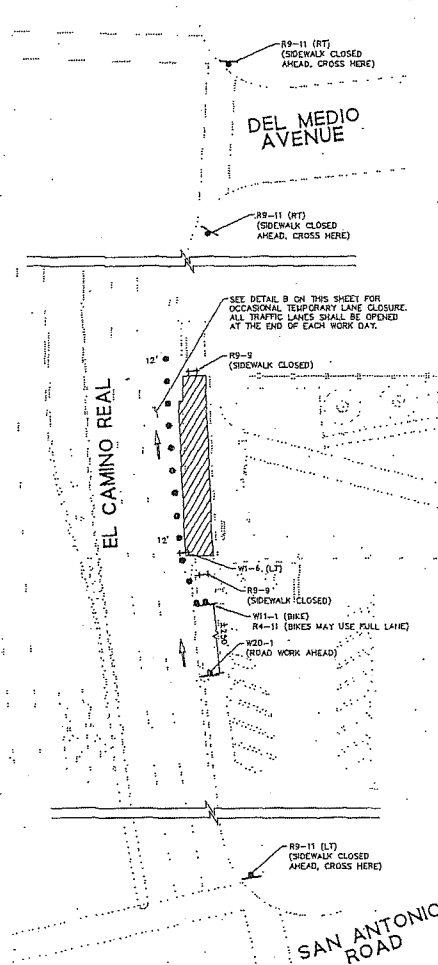 R9-11 (RT)
(SIDEWALK CLOSED
AHEAD, CROSS HERE)
DEL MEDIO
AVENUE
R9-11 (RT)
(SIDEWALK CLOSED
AHEAD, CROSS HERE)
SEE DETAIL B ON THIS SHEET FOR
OCCASIONAL TEMPORARY LANE CLOSURE.
ALL TRAFFIC LANES SHALL BE OPENED
AT THE END OF EACH WORK DAY.
12'
R9-9
(SIDEWALK CLOSED)
EL CAMINO REAL
12'
W1-6 (LT)
R9-9
(SIDEWALK CLOSED)
W11-1 (BIKE)
R4-11 (BIKES MAY USE FULL LANE)
W20-1
(ROAD WORK AHEAD)
R9-11 (LT)
(SIDEWALK CLOSED
AHEAD, CROSS HERE)
SAN ANTONIO
ROAD